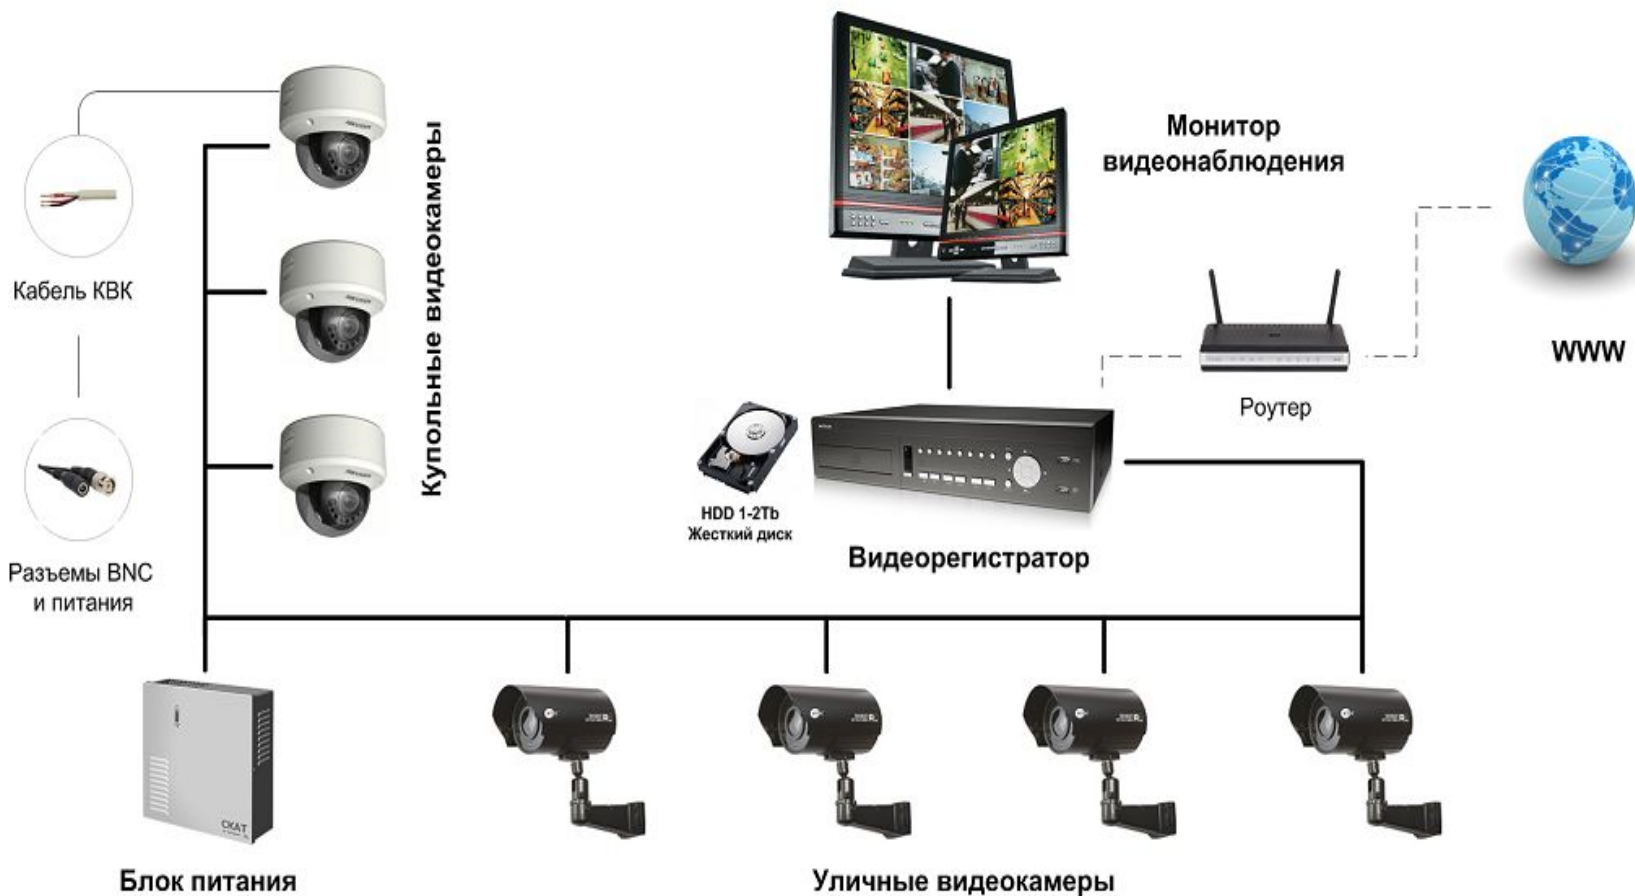 Монитор
видеонаблюдения
Купольные видеокамеры
Кабель КВК
WWW
Роутер
HDD 1-2Tb
Жесткий диск
Видеорегистратор
Разъемы BNC
и питания
СКАТ
Блок питания
Уличные видеокамеры